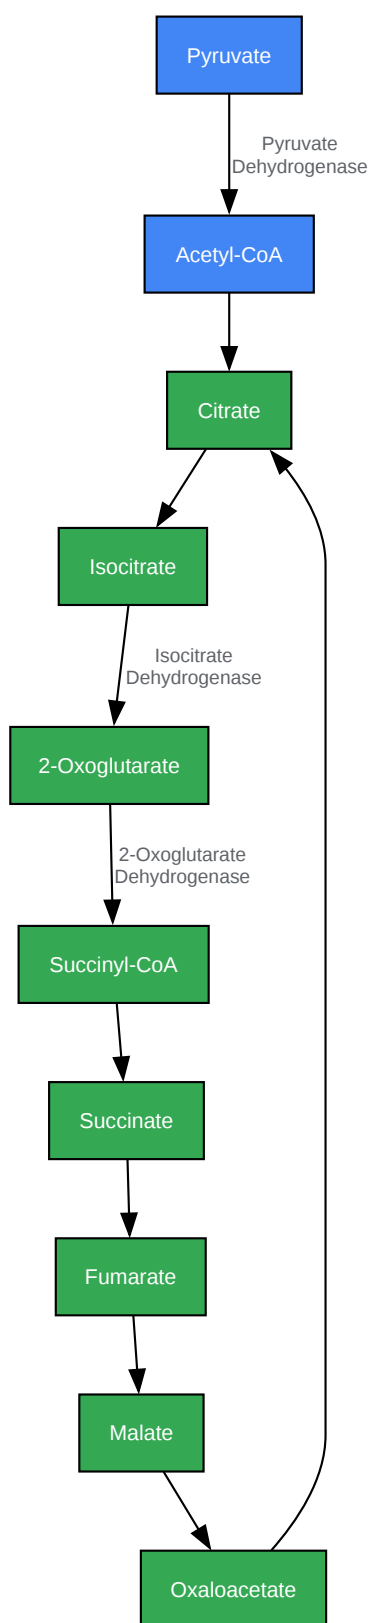 Pyruvate
Pyruvate
Dehydrogenase
Acetyl-CoA
Citrate
Isocitrate
Isocitrate
Dehydrogenase
2-Oxoglutarate
2-Oxoglutarate
Dehydrogenase
Succinyl-CoA
Succinate
Fumarate
Malate
Oxaloacetate